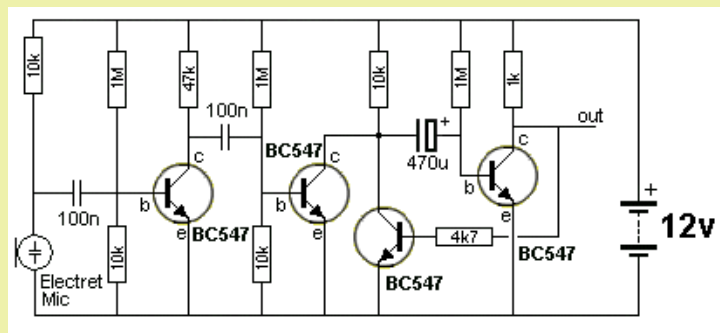 10k
1M
47k
1M
10k
1M
1k
100n
out
BC547
c
c
+
c
470u
b
b
b
+
100n
e
BC547
e
e
12v
10k
10k
4k7
Electret
Mic
BC547
BC547